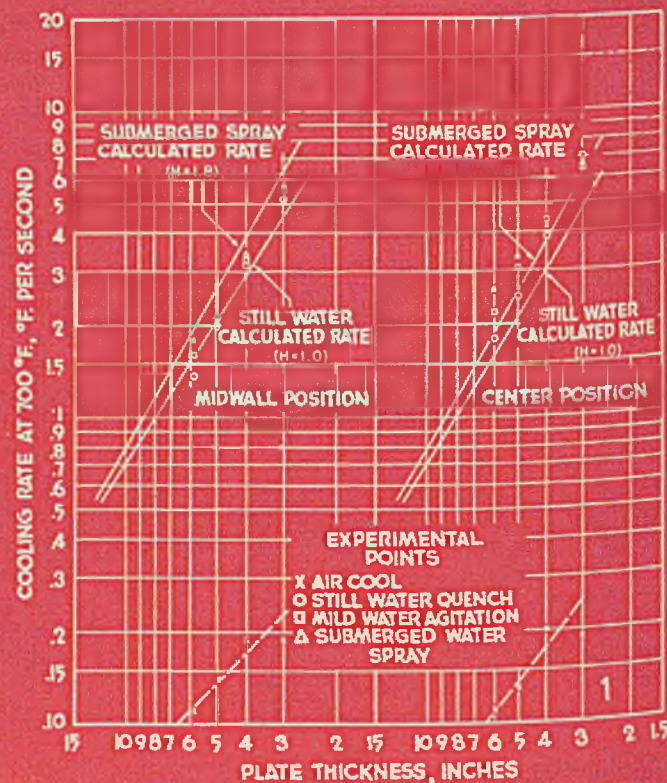 20
15
10
9
8
7
6
5
4
3
2
1.5
.1
.9
.8
.7
.6
.5
.4
.3
.2
.15
.10
COOLING RATE AT 700°F, °F. PER SECOND
SUBMERGED SPRAY
CALCULATED RATE
(H=1.8)
STILL WATER
CALCULATED RATE
(H=1.0)
MIDWALL POSITION
SUBMERGED SPRAY
CALCULATED RATE
STILL WATER
CALCULATED RATE
(H=1.0)
CENTER POSITION
EXPERIMENTAL
POINTS
X AIR COOL
O STILL WATER QUENCH
□ MILD WATER AGITATION
Δ SUBMERGED WATER
SPRAY
1
15 10 9 8 7 6 5 4 3 2 15 10 9 8 7 6 5 4 3 2 1.5
PLATE THICKNESS, INCHES